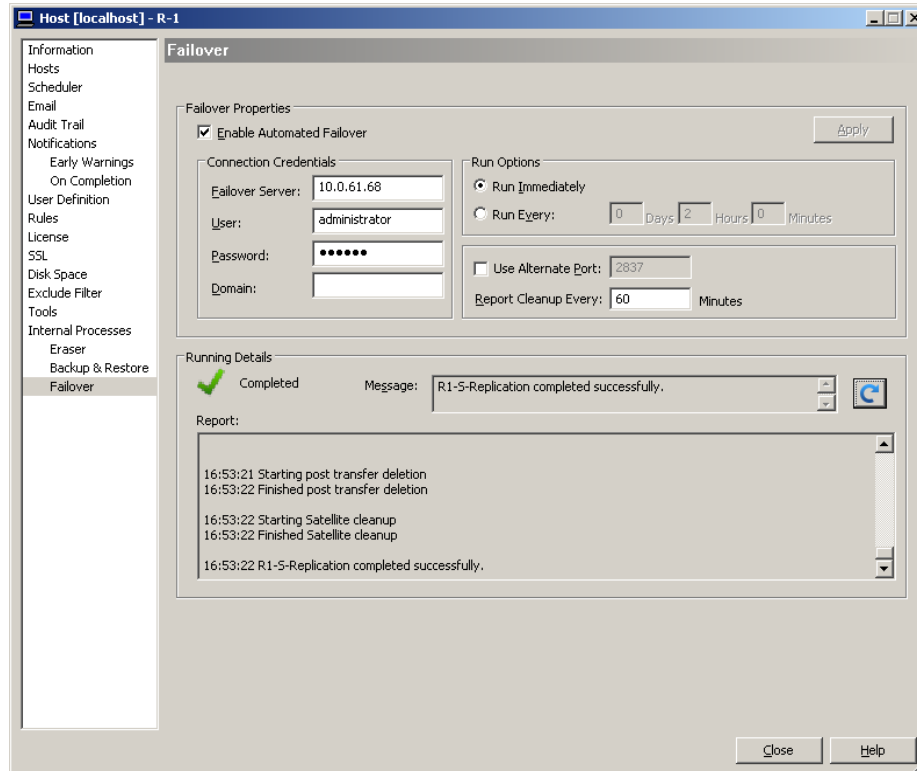 Host [localhost] - R-1
Information
Hosts
Scheduler
Email
Audit Trail
Notifications
Early Warnings
On Completion
User Definition
Rules
License
SSL
Disk Space
Exclude Filter
Tools
Internal Processes
Eraser
Backup & Restore
Failover
Failover
Failover Properties
Enable Automated Failover
Apply
Connection Credentials
Failover Server: 10.0.61.68
User: administrator
Password: ••••••
Domain:
Run Options
Run Immediately
Run Every: 0 Days 2 Hours 0 Minutes
Use Alternate Port: 2837
Report Cleanup Every: 60 Minutes
Running Details
Completed
Message: R1-S-Replication completed successfully.
Report:
16:53:21 Starting post transfer deletion
16:53:22 Finished post transfer deletion
16:53:22 Starting Satellite cleanup
16:53:22 Finished Satellite cleanup
16:53:22 R1-S-Replication completed successfully.
Close Help